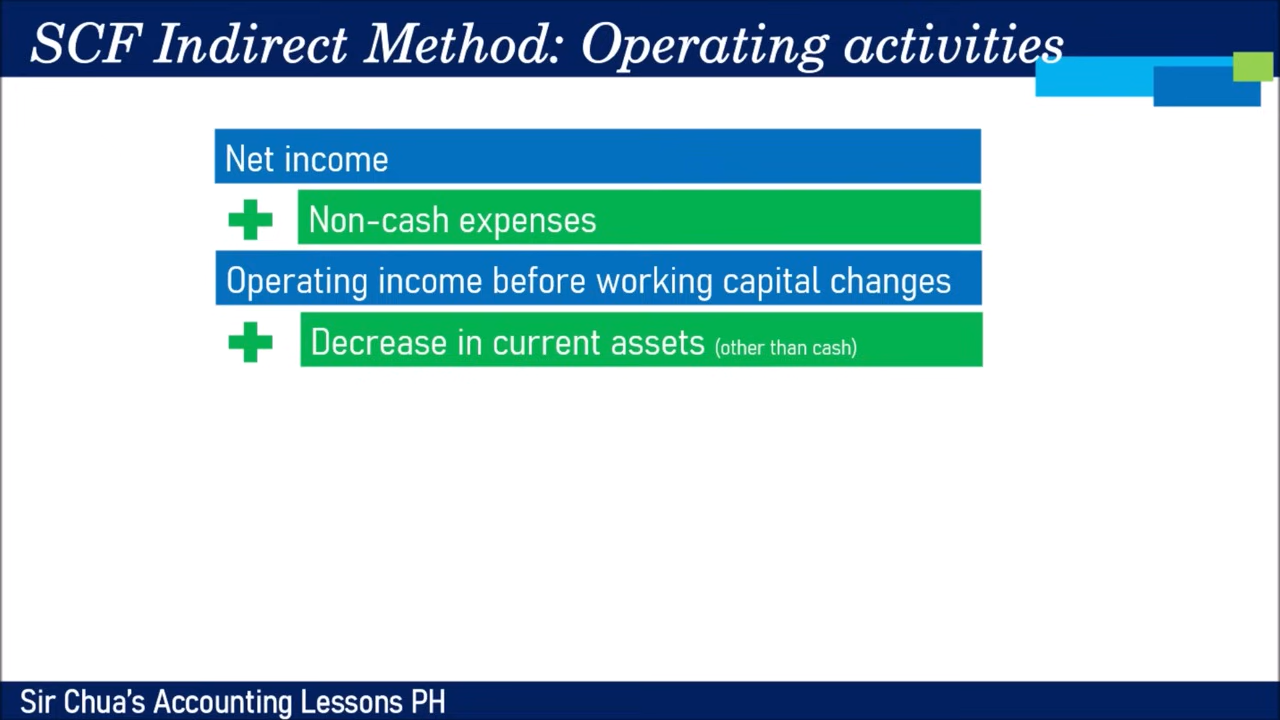 SCF Indirect Method: Operating activities
Net income
Non-cash expenses
Operating income before working capital changes
Decrease in current assets (other than cash)
Sir Chua's Accounting Lessons PH